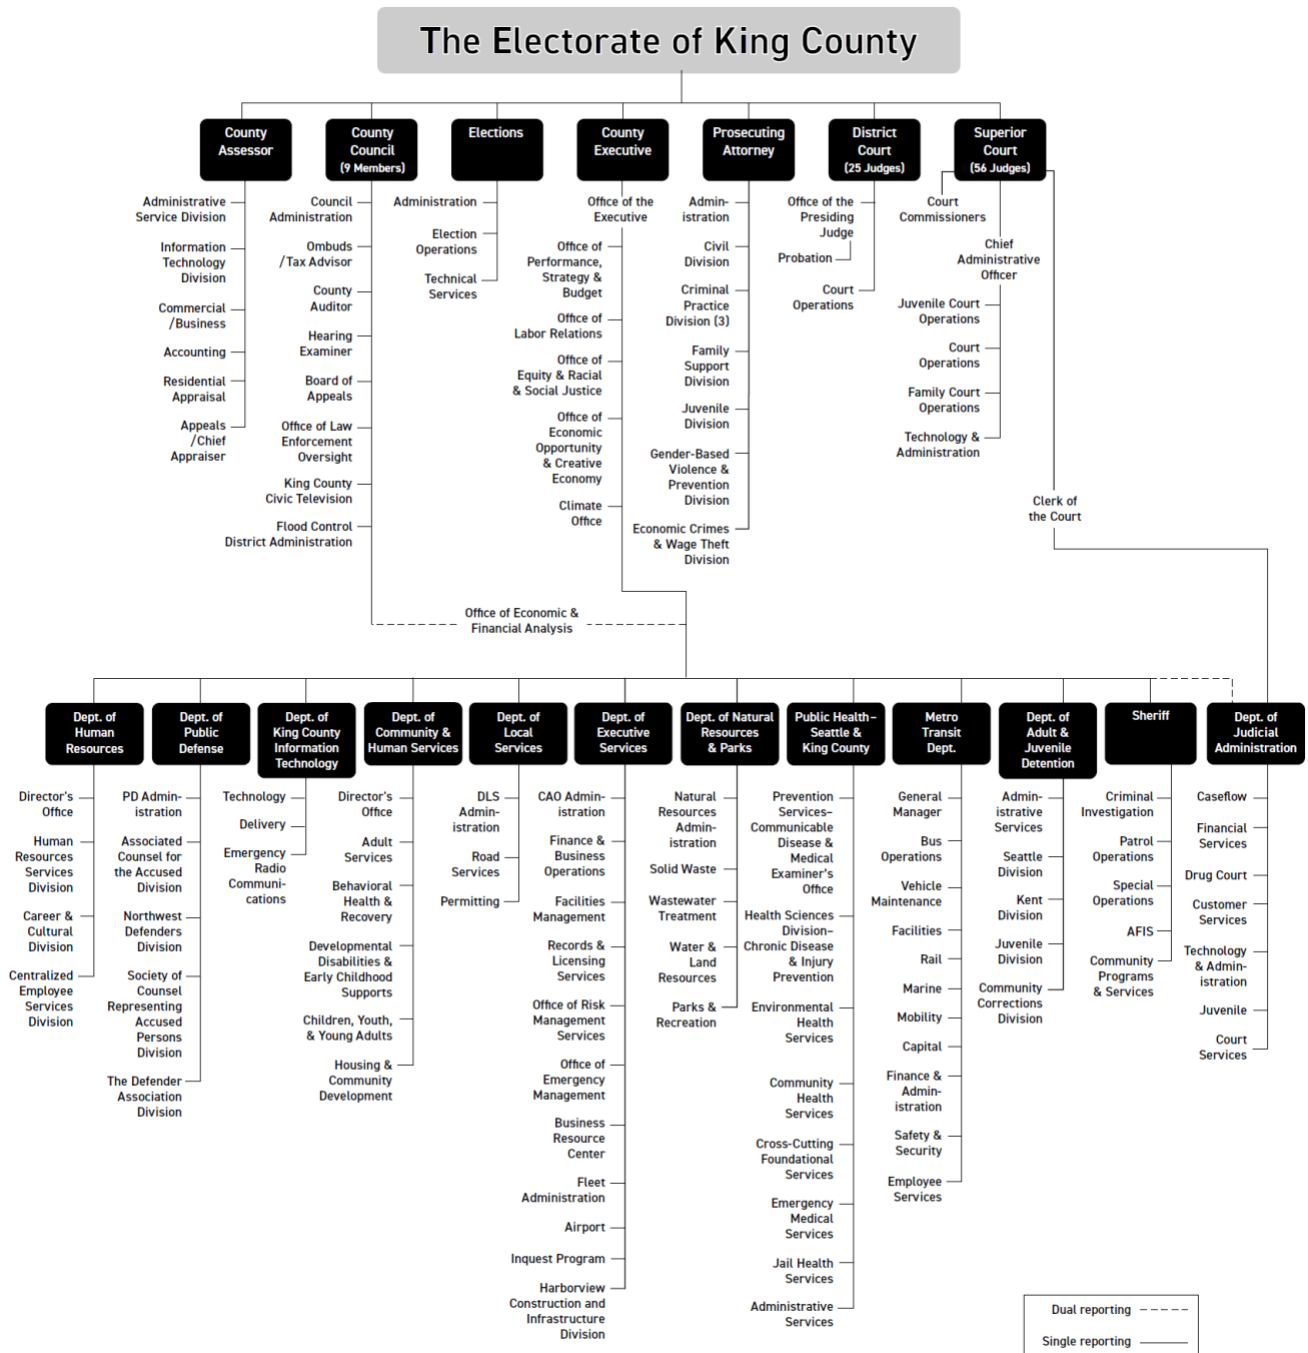 The Electorate of King County
County
Assessor
Administrative
Service Division
Information
Technology
Division
Commercial
/Business
Accounting
Residential
Appraisal
Appeals
/Chief
Appraiser
County
Council
(9 Members)
Council
Administration
Ombuds
/Tax Advisor
County
Auditor
Hearing
Examiner
Board of
Appeals
Office of Law
Enforcement
Oversight
King County
Civic Television
Flood Control
District Administration
Elections
Administration
Election
Operations
Technical
Services
County
Executive
Office of the
Executive
Office of
Performance,
Strategy &
Budget
Office of
Labor Relations
Office of
Equity & Racial
& Social Justice
Office of
Economic
Opportunity
& Creative
Economy
Climate
Office
Prosecuting
Attorney
Admin-
istration
Civil
Division
Criminal
Practice
Division (3)
Family
Support
Division
Juvenile
Division
Gender-Based
Violence &
Prevention
Division
Economic Crimes
& Wage Theft
Division
District
Court
(25 Judges)
Office of the
Presiding
Judge
Probation
Court
Operations
Superior
Court
(56 Judges)
Court
Commissioners
Chief
Administrative
Officer
Juvenile Court
Operations
Court
Operations
Family Court
Operations
Technology &
Administration
Clerk of
the Court
Office of Economic &
Financial Analysis
Dept. of
Human
Resources
Director's
Office
Human
Resources
Services
Division
Career &
Cultural
Division
Centralized
Employee
Services
Division
Dept. of
Public
Defense
PD Admin-
istration
Associated
Counsel for
the Accused
Division
Northwest
Defenders
Division
Society of
Counsel
Representing
Accused
Persons
Division
The Defender
Association
Division
Dept. of
King County
Information
Technology
Technology
Delivery
Emergency
Radio
Communi-
cations
Dept. of
Community &
Human Services
Director's
Office
Adult
Services
Behavioral
Health &
Recovery
Developmental
Disabilities &
Early Childhood
Supports
Children, Youth,
& Young Adults
Housing &
Community
Development
Dept. of
Local
Services
DLS
Admin-
istration
Road
Services
Permitting
Dept. of
Executive
Services
CAO Admin-
istration
Finance &
Business
Operations
Facilities
Management
Records &
Licensing
Services
Office of Risk
Management
Services
Office of
Emergency
Management
Business
Resource
Center
Fleet
Administration
Airport
Inquest Program
Harborview
Construction and
Infrastructure
Division
Dept. of Natural
Resources
& Parks
Natural
Resources
Admin-
istration
Solid Waste
Wastewater
Treatment
Water &
Land
Resources
Parks &
Recreation
Public Health–
Seattle &
King County
Prevention
Services–
Communicable
Disease &
Medical
Examiner's
Office
Health Sciences
Division–
Chronic Disease
& Injury
Prevention
Environmental
Health
Services
Community
Health
Services
Cross-Cutting
Foundational
Services
Emergency
Medical
Services
Jail Health
Services
Administrative
Services
Metro
Transit
Dept.
General
Manager
Bus
Operations
Vehicle
Maintenance
Facilities
Rail
Marine
Mobility
Capital
Finance &
Admin-
istration
Safety &
Security
Employee
Services
Dept. of
Adult &
Juvenile
Detention
Admin-
istrative
Services
Seattle
Division
Kent
Division
Juvenile
Division
Community
Corrections
Division
Sheriff
Criminal
Investigation
Patrol
Operations
Special
Operations
AFIS
Community
Programs
& Services
Dept. of
Judicial
Administration
Caseflow
Financial
Services
Drug Court
Customer
Services
Technology
& Admin-
istration
Juvenile
Court
Services
Dual reporting
Single reporting